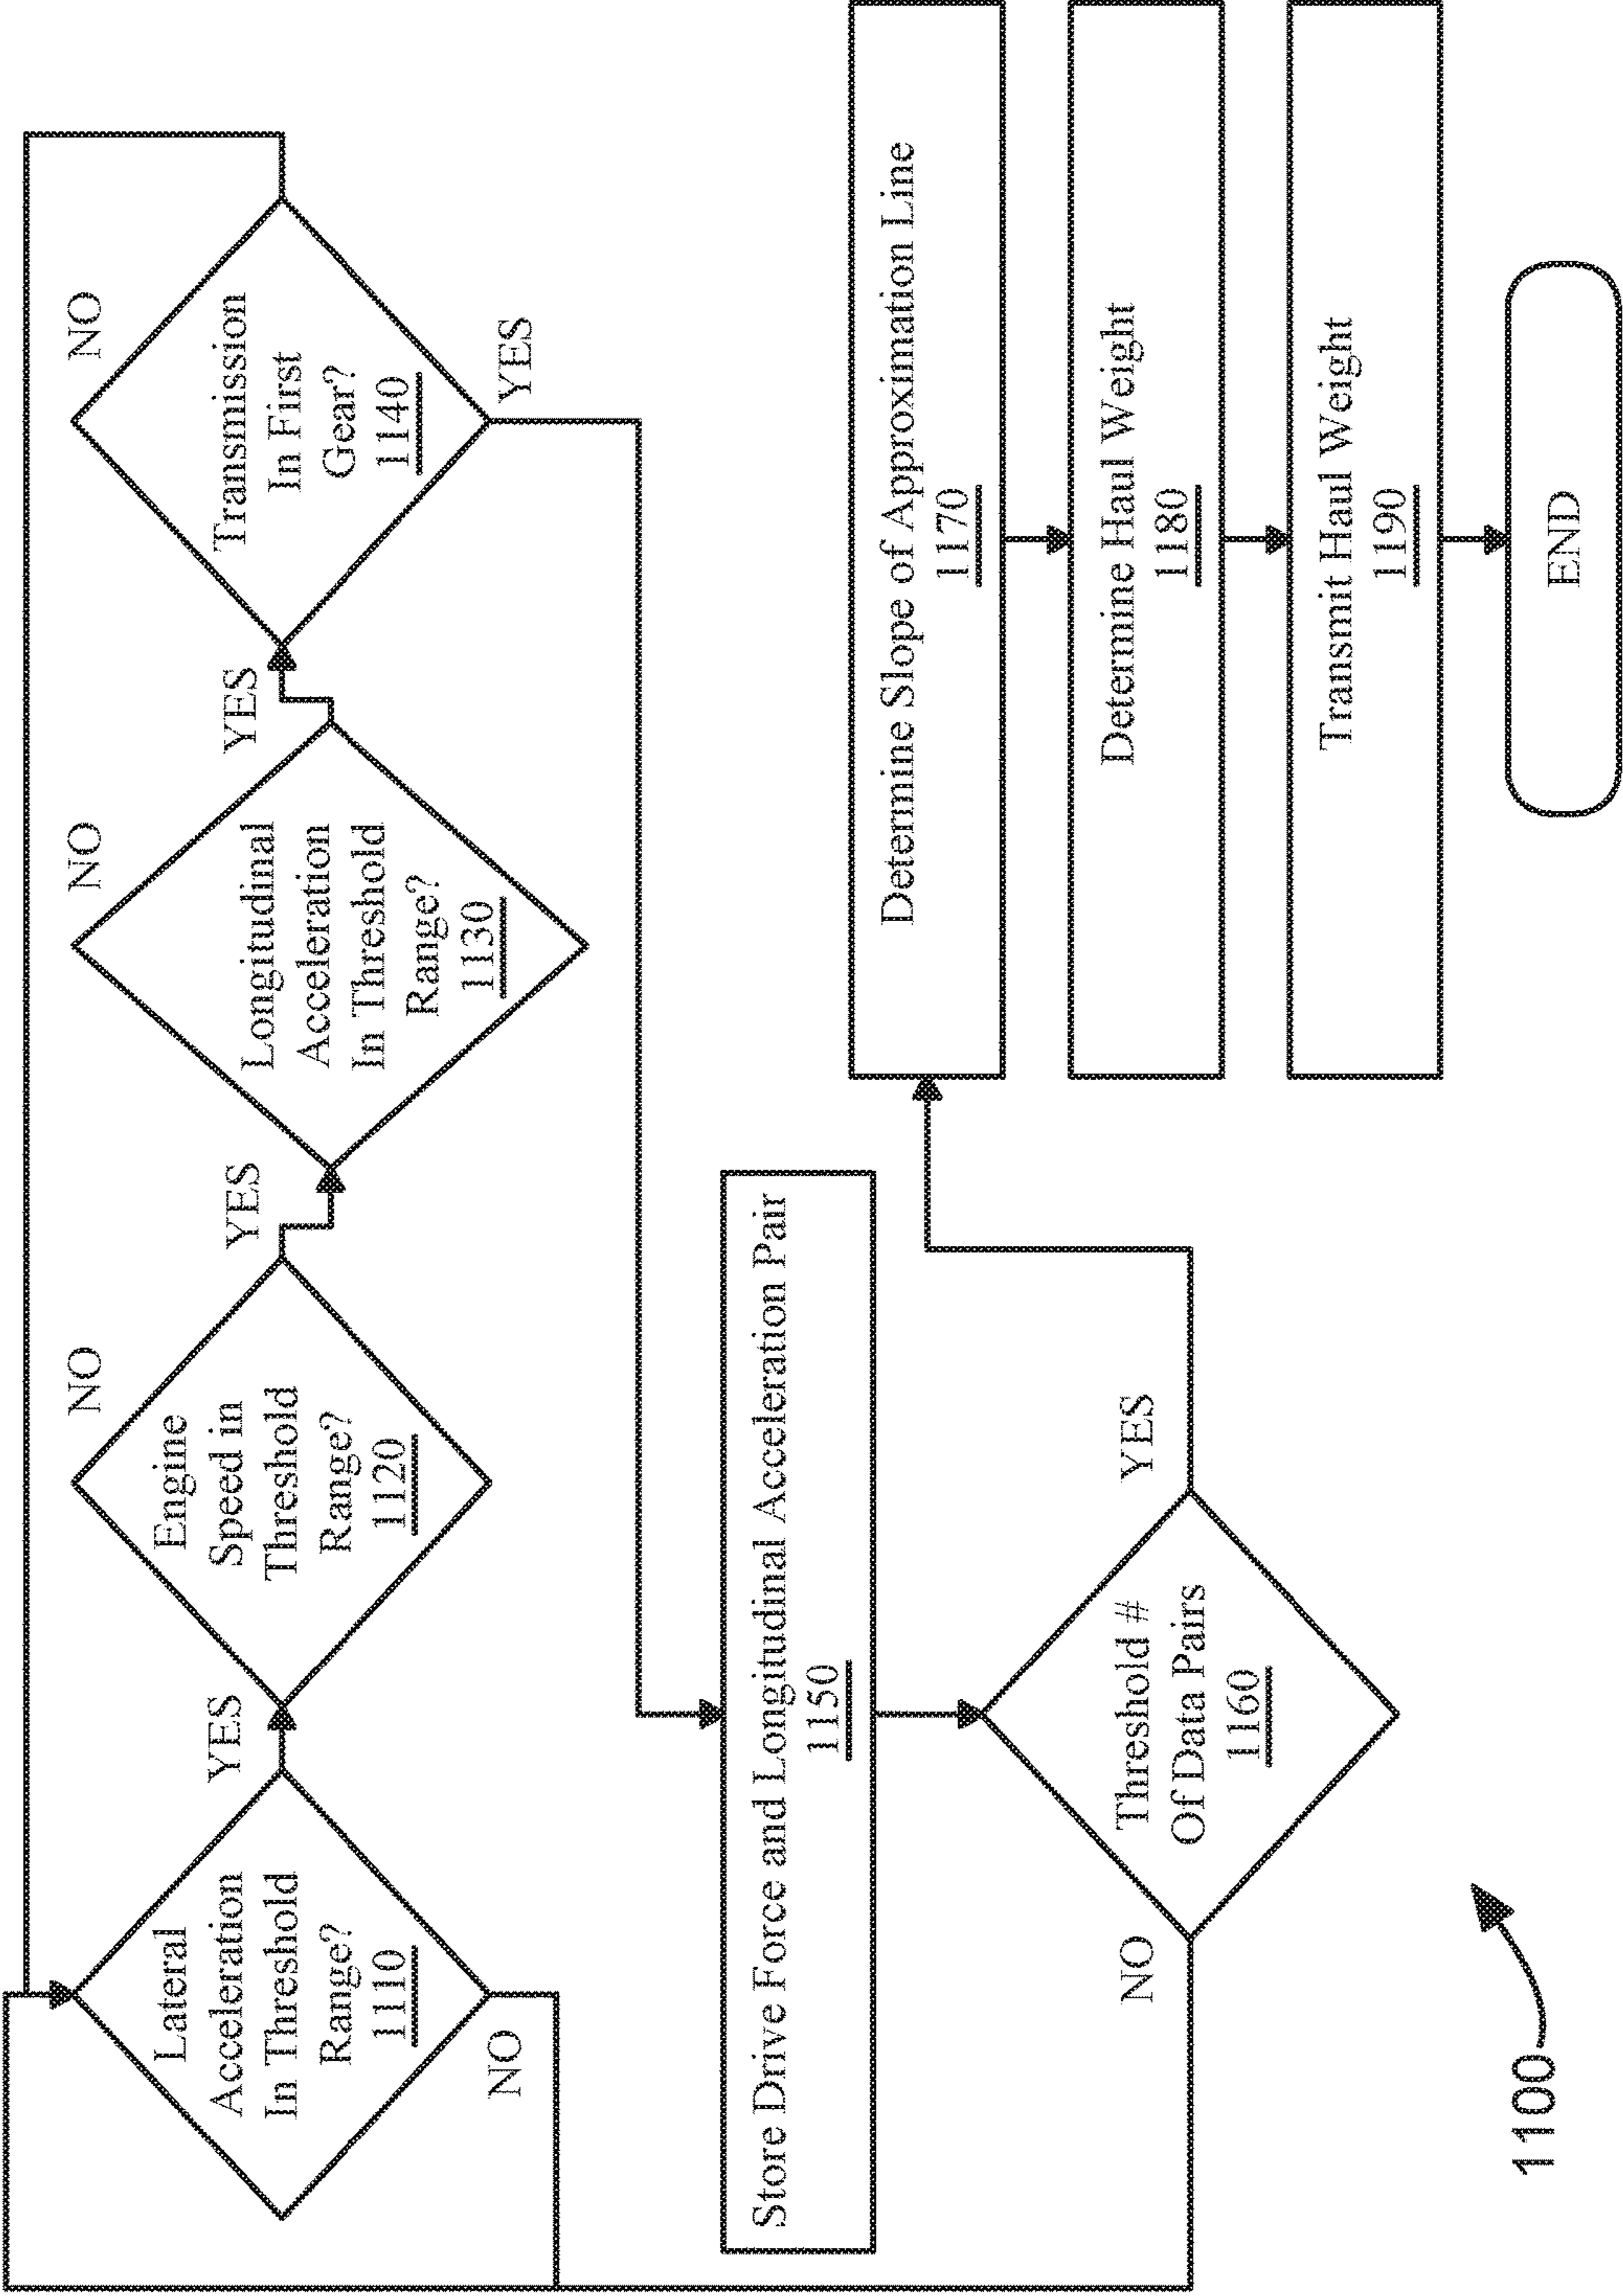 Lateral
Acceleration
In Threshold
Range?
1110
NO
YES
Engine
Speed in
Threshold
Range?
1120
NO
YES
Longitudinal
Acceleration
In Threshold
Range?
1130
NO
YES
Transmission
In First
Gear?
1140
NO
YES
Store Drive Force and Longitudinal Acceleration Pair
1150
Threshold #
Of Data Pairs
1160
NO
YES
Determine Slope of Approximation Line
1170
Determine Haul Weight
1180
Transmit Haul Weight
1190
END
1100